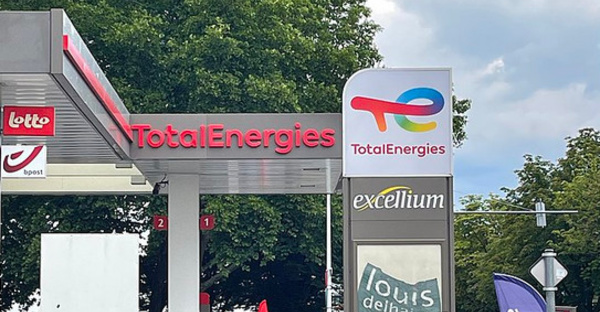 Lotto
bpost
TotalEnergies
2
1
TotalEnergies
excellium
louis
delhai